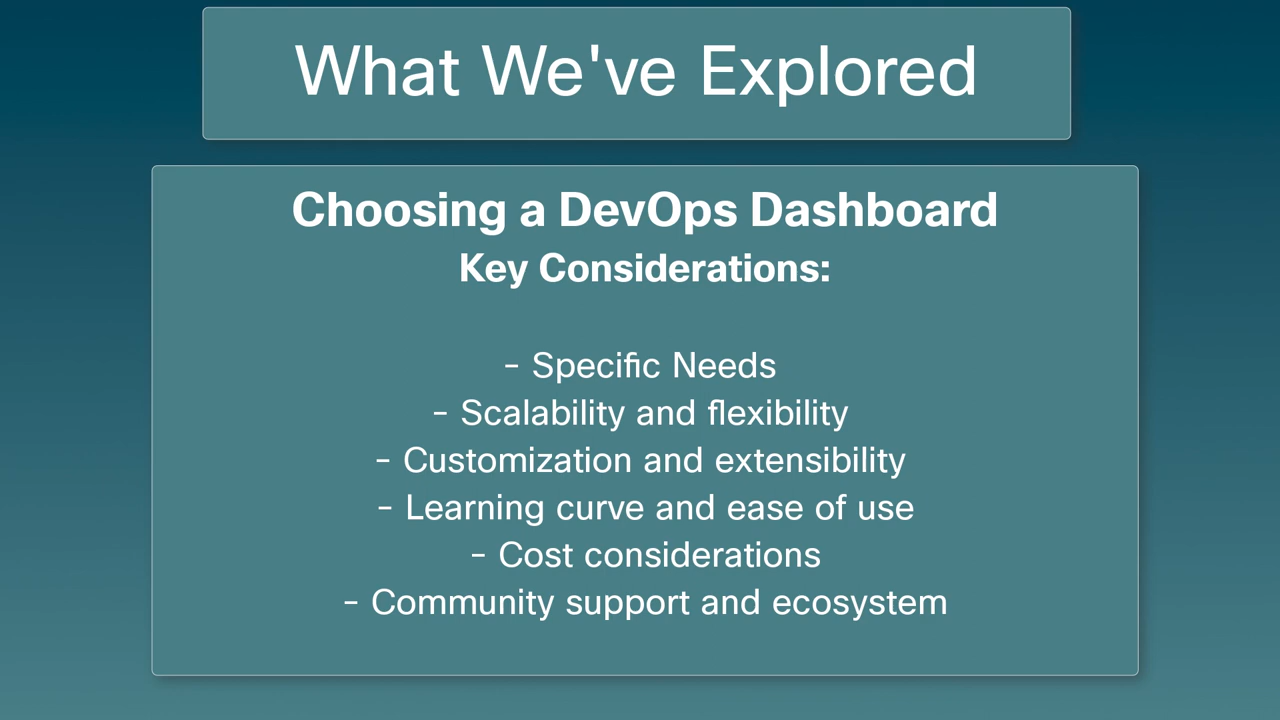 What We've Explored
Choosing a DevOps Dashboard
Key Considerations:
- Specific Needs
- Scalability and flexibility
- Customization and extensibility
- Learning curve and ease of use
- Cost considerations
- Community support and ecosystem